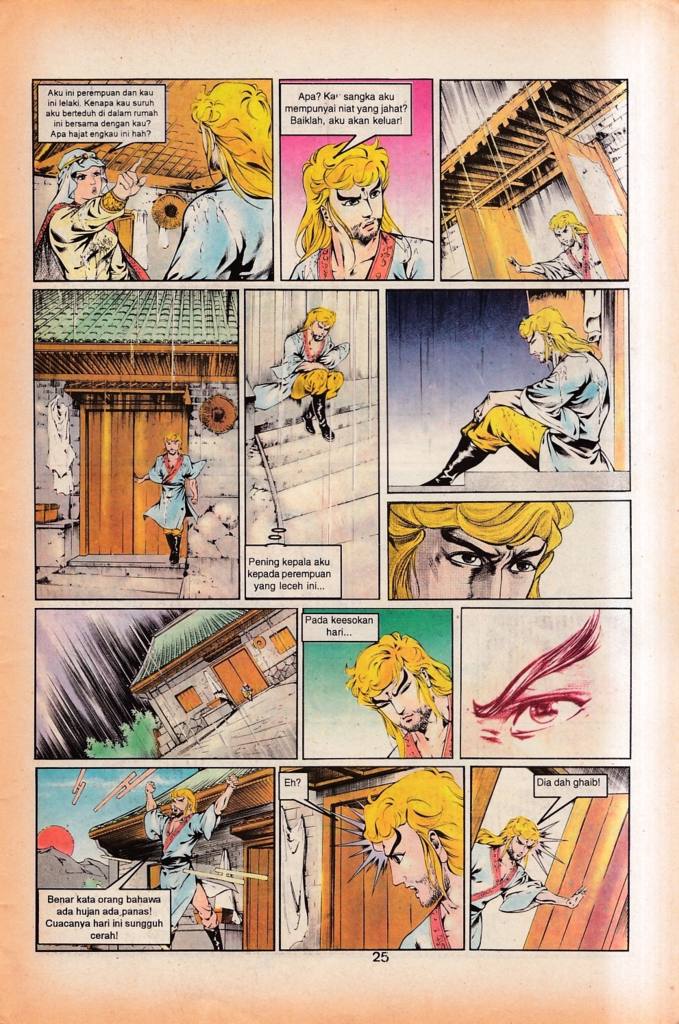 Aku ini perempuan dan kau
ini lelaki. Kenapa kau suruh
aku berteduh di dalam rumah
ini bersama dengan kau?
Apa hajat engkau ini hah?
Apa? Kau sangka aku
mempunyai niat yang jahat?
Baiklah, aku akan keluar!
Pening kepala aku
kepada perempuan
yang leceh ini...
Pada keesokan
hari...
Benar kata orang bahawa
ada hujan ada panas!
Cuacanya hari ini sungguh
cerah!
Eh?
Dia dah ghaib!
25